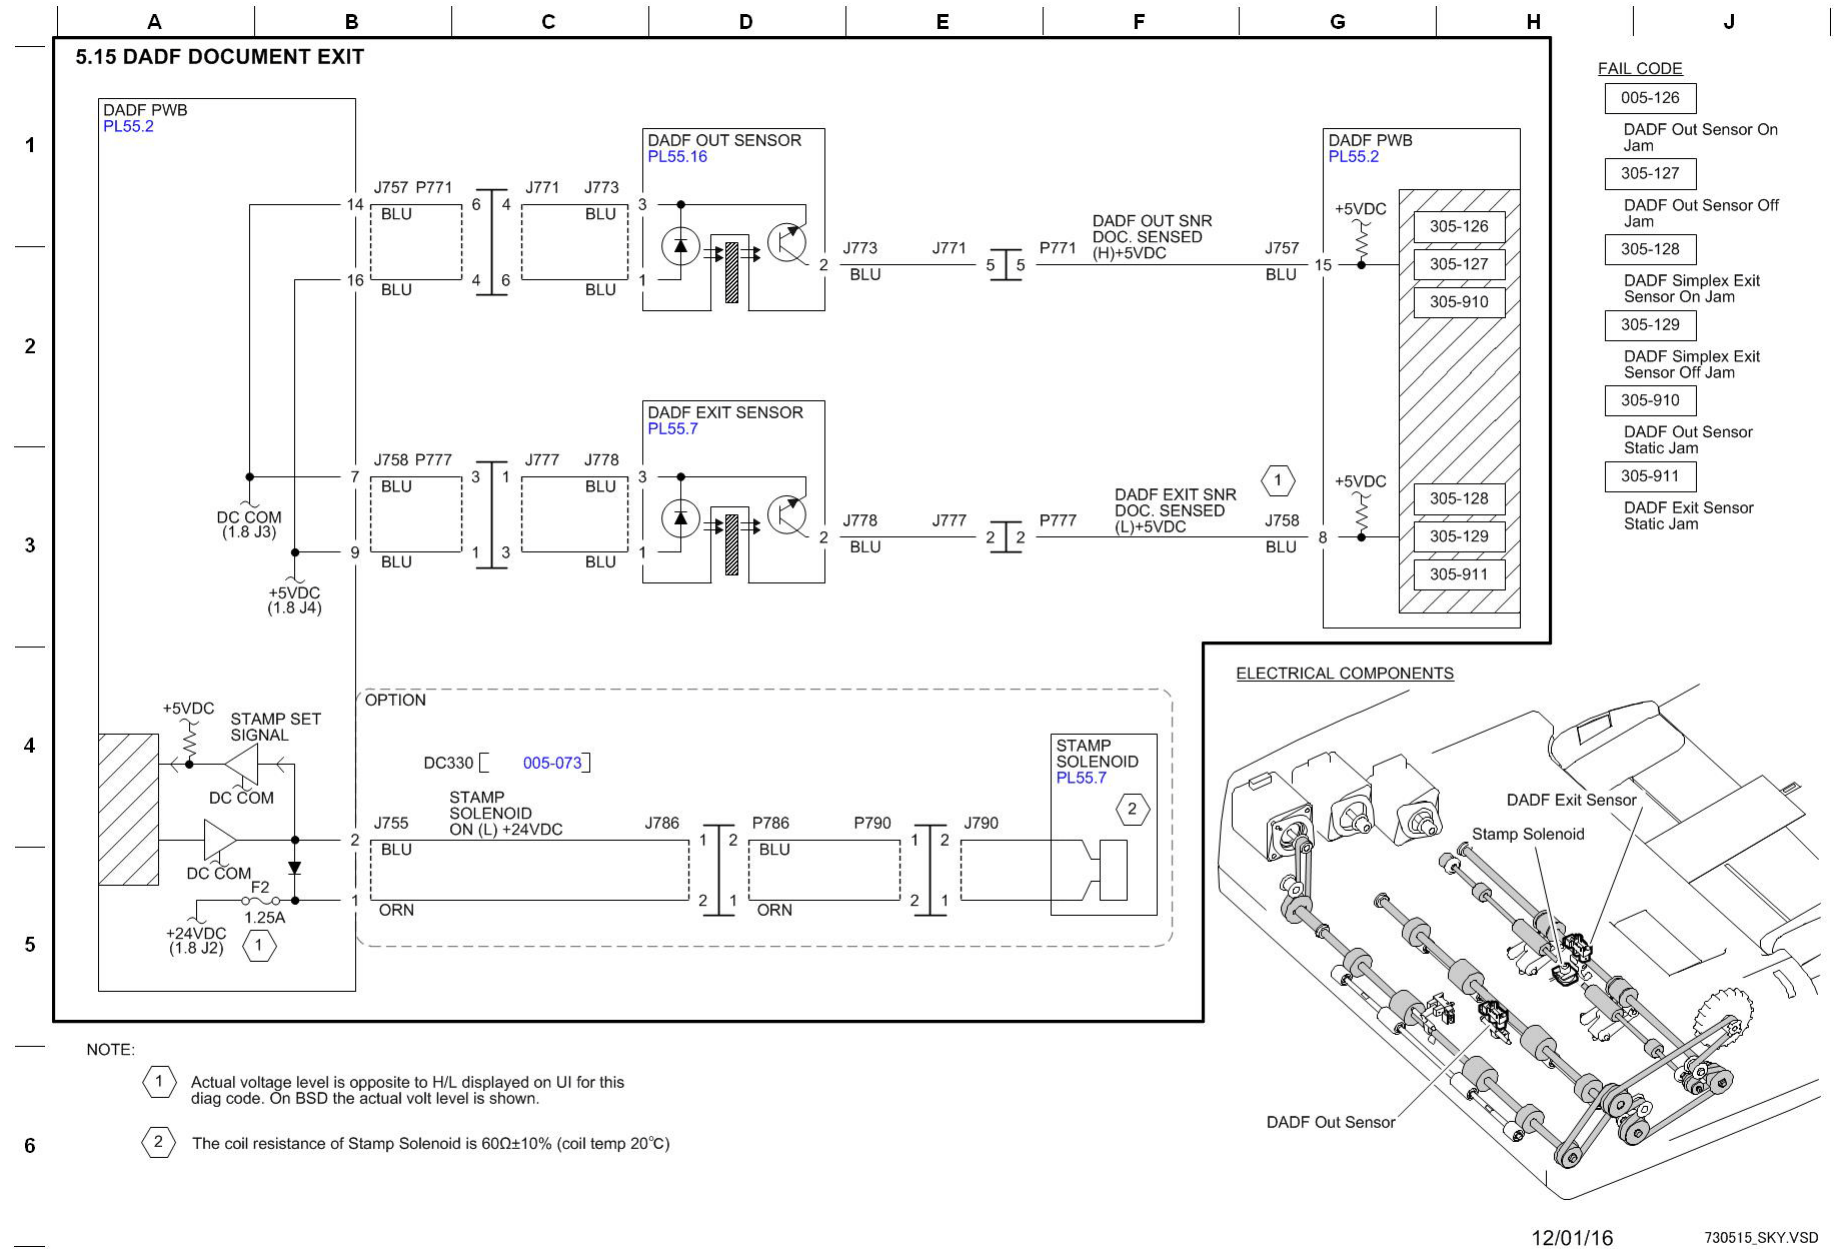 A B C D E F G H J
5.15 DADF DOCUMENT EXIT
1
2
3
4
5
6
DADF PWB
PL55.2
14
16
7
9
DC COM
(1.8 J3)
+5VDC
(1.8 J4)
J757 P771
BLU
BLU
6 4
4 6
J771 J773
BLU
BLU
3
1
DADF OUT SENSOR
PL55.16
2
J773 J771
BLU
5 5
P771
DADF OUT SNR
DOC. SENSED
(H)+5VDC
J757
BLU
15
DADF PWB
PL55.2
+5VDC
305-126
305-127
305-910
J758 P777
BLU
BLU
3 1
1 3
J777 J778
BLU
BLU
3
1
DADF EXIT SENSOR
PL55.7
2
J778 J777
BLU
2 2
P777
DADF EXIT SNR
DOC. SENSED
(L)+5VDC
1
J758
BLU
8
+5VDC
305-128
305-129
305-911
FAIL CODE
005-126
DADF Out Sensor On
Jam
305-127
DADF Out Sensor Off
Jam
305-128
DADF Simplex Exit
Sensor On Jam
305-129
DADF Simplex Exit
Sensor Off Jam
305-910
DADF Out Sensor
Static Jam
305-911
DADF Exit Sensor
Static Jam
+5VDC
STAMP SET
SIGNAL
DC COM
DC COM
F2
1.25A
+24VDC
(1.8 J2)
1
2
1
OPTION
DC330 [ 005-073]
STAMP
SOLENOID
ON (L) +24VDC
J755
BLU
ORN
J786
1 2
2 1
P786
BLU
ORN
P790
1 2
2 1
J790
STAMP
SOLENOID
PL55.7
2
ELECTRICAL COMPONENTS
DADF Exit Sensor
Stamp Solenoid
DADF Out Sensor
NOTE:
1 Actual voltage level is opposite to H/L displayed on UI for this
diag code. On BSD the actual volt level is shown.
2 The coil resistance of Stamp Solenoid is 60Ω±10% (coil temp 20℃)
12/01/16 730515_SKY.VSD